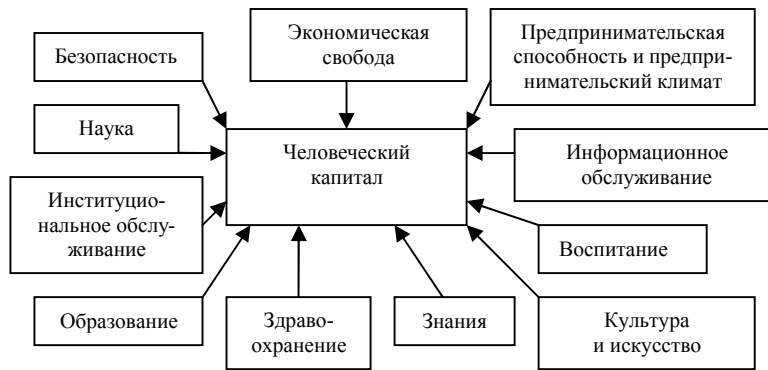 Безопасность
Экономическая
свобода
Предпринимательская
способность и предпри-
нимательский климат
Наука
Человеческий
капитал
Информационное
обслуживание
Институцио-
нальное обслу-
живание
Воспитание
Образование
Здраво-
охранение
Знания
Культура
и искусство